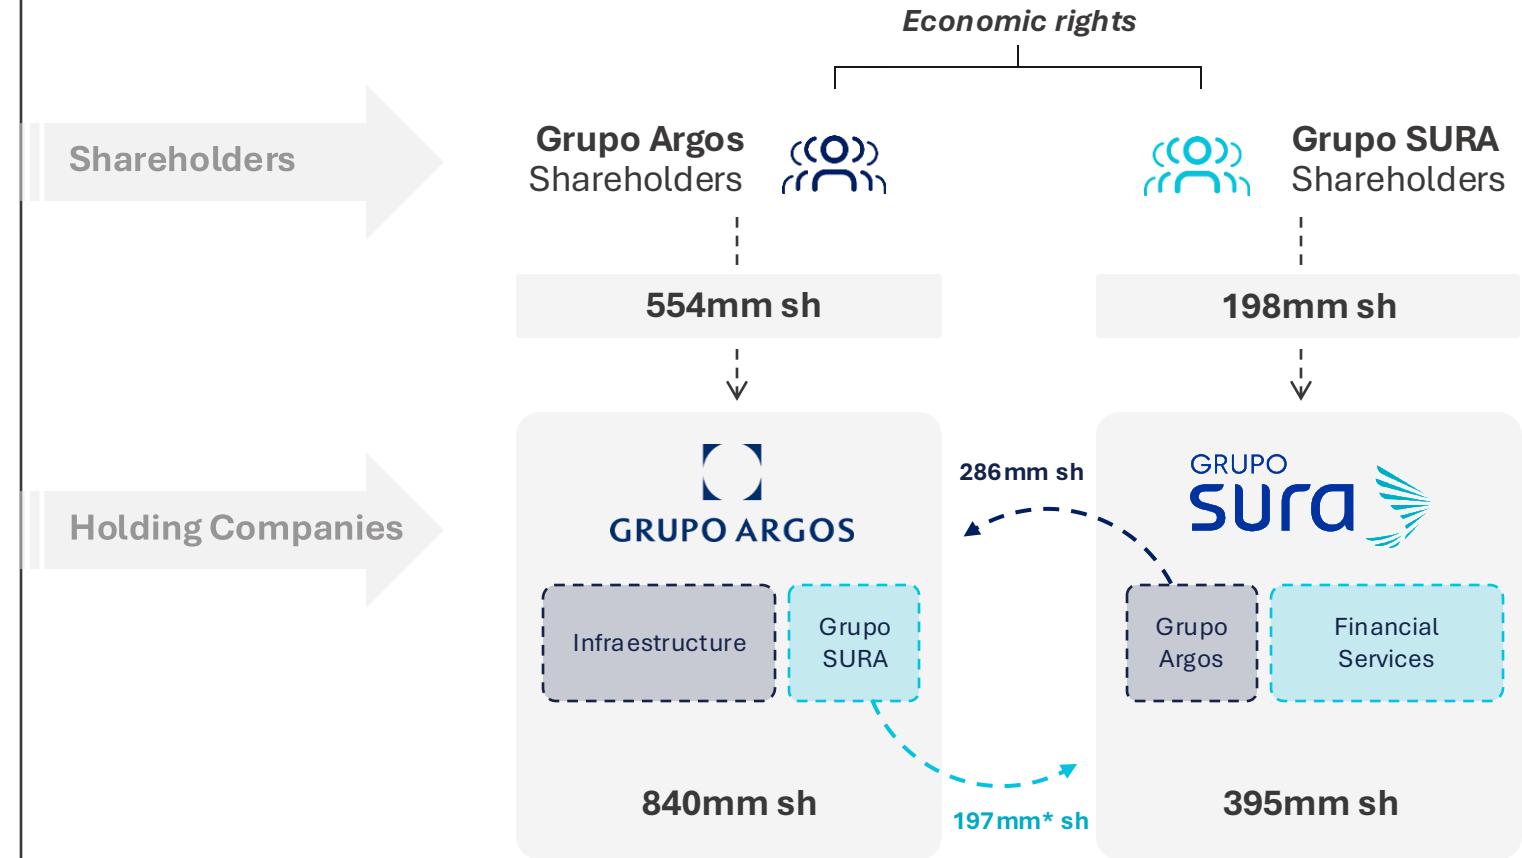 Economic rights
Shareholders
Grupo Argos
Shareholders
Grupo SURA
Shareholders
554mm sh
198mm sh
Holding Companies
GRUPO ARGOS
286mm sh
GRUPO
sura
Infraestructure
Grupo
SURA
Grupo
Argos
Financial
Services
840mm sh
197mm* sh
395mm sh